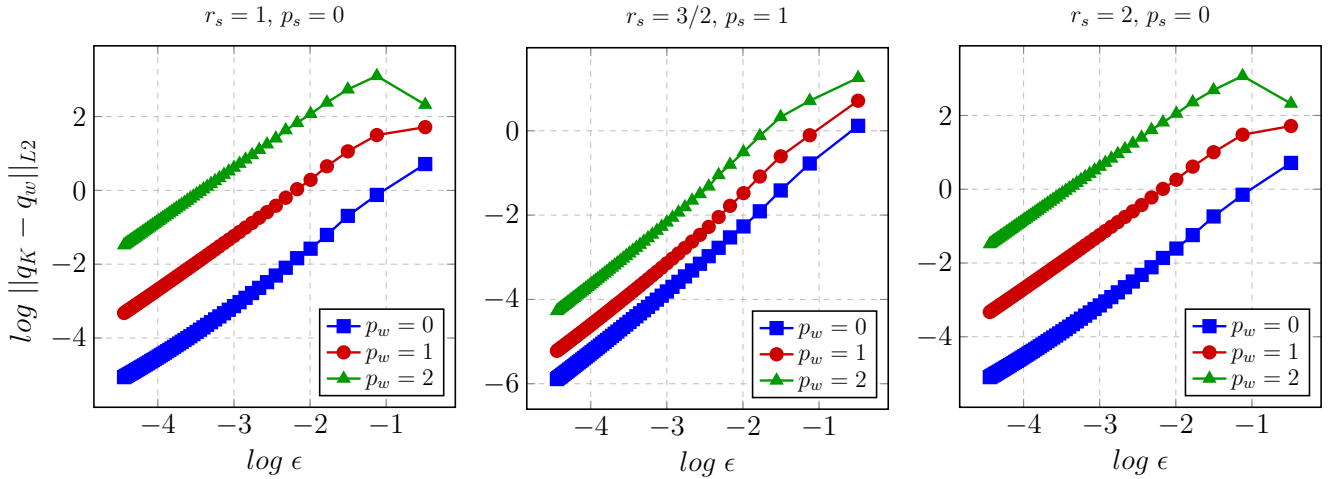 r_s = 1, p_s = 0
log ||q_K − q_w||_{L2}
2
0
−2
−4
−4 −3 −2 −1
log ϵ
p_w = 0
p_w = 1
p_w = 2
r_s = 3/2, p_s = 1
0
−2
−4
−6
−4 −3 −2 −1
log ϵ
p_w = 0
p_w = 1
p_w = 2
r_s = 2, p_s = 0
2
0
−2
−4
−4 −3 −2 −1
log ϵ
p_w = 0
p_w = 1
p_w = 2